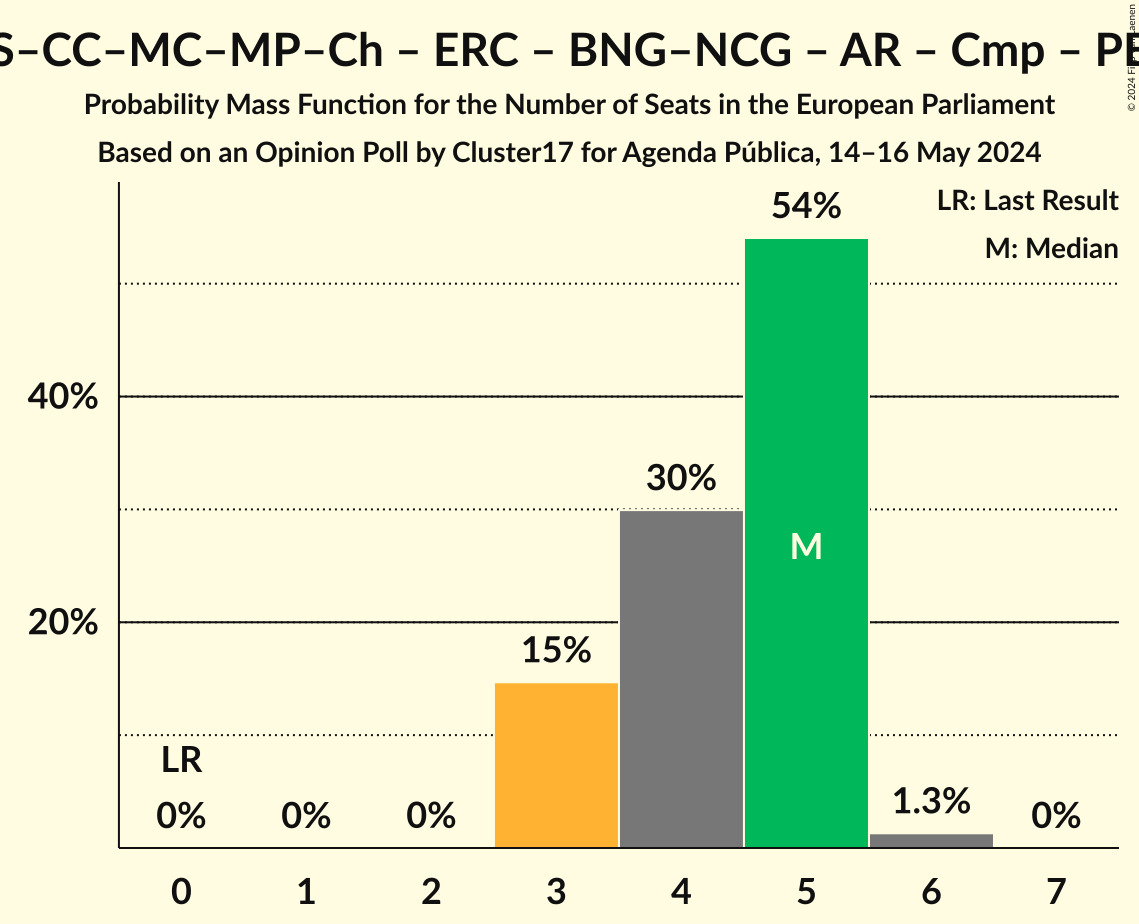 S–CC–MC–MP–Ch – ERC – BNG–NCG – AR – Cmp –
Probability Mass Function for the Number of Seats in the European Parliament
Based on an Opinion Poll by Cluster17 for Agenda Pública, 14–16 May 2024
© 2024
LR: Last Result
M: Median
54%
40%
30%
M
20%
15%
LR
0% 0% 0% 1.3% 0%
0 1 2 3 4 5 6 7